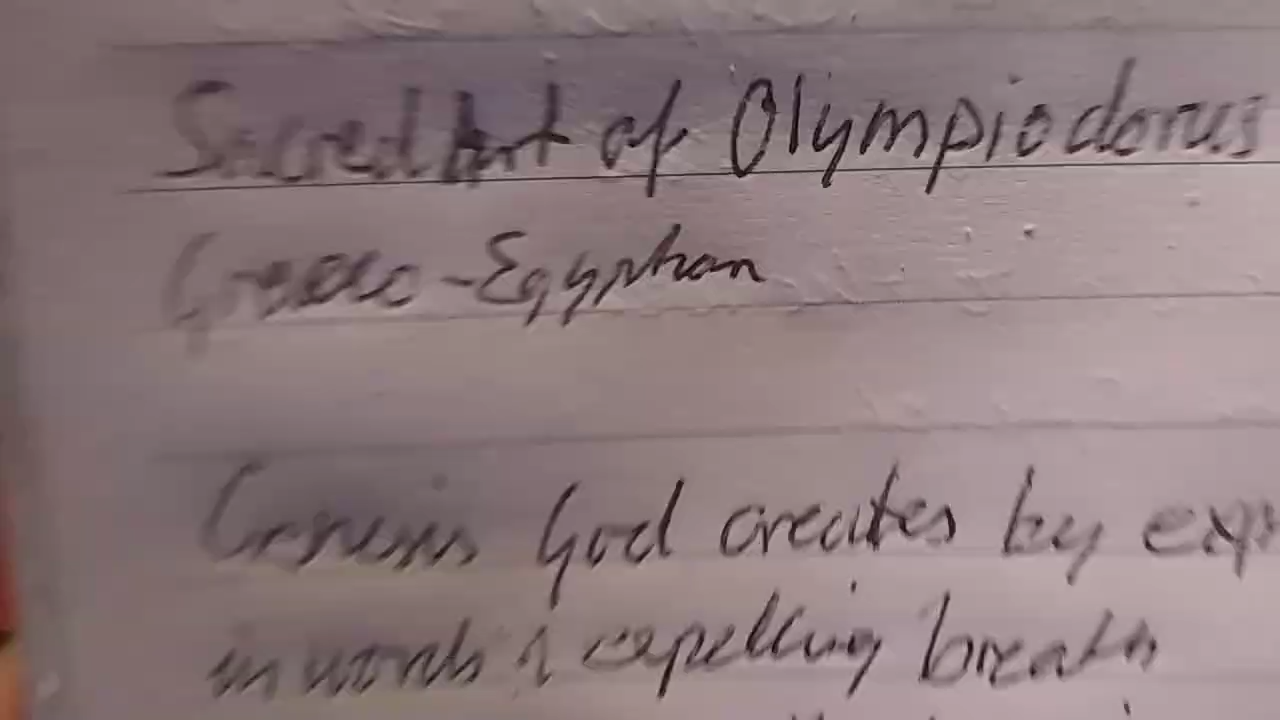 Sacred Art of Olympiodorus
Graeco-Egyptian
Genesis God creates by
in words & expelling breath